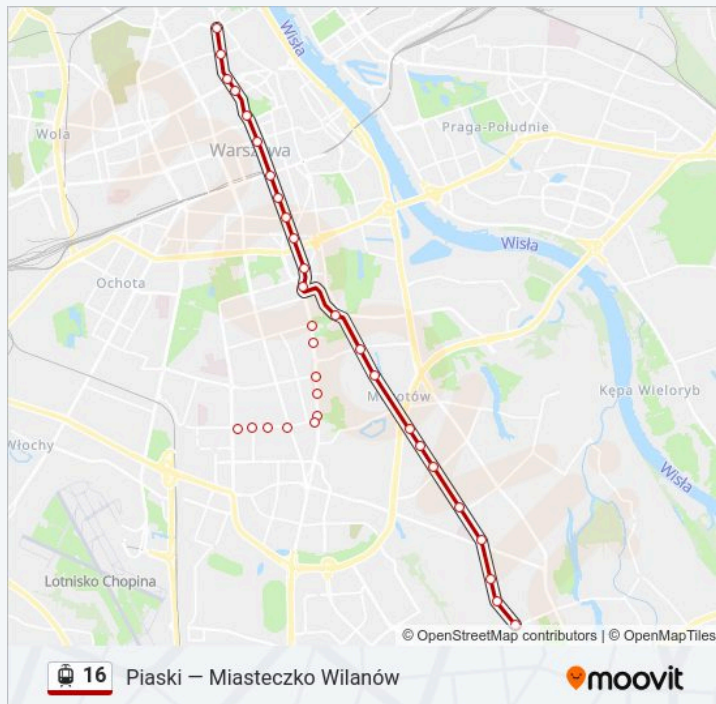 Wisła
Wola
Praga-Południe
Warszawa
Wisła
Ochota
Kępa Wieloryb
Włochy
Wisła
Lotnisko Chopina
© OpenStreetMap contributors | © OpenMapTiles
16 Piaski — Miasteczko Wilanów
moovit